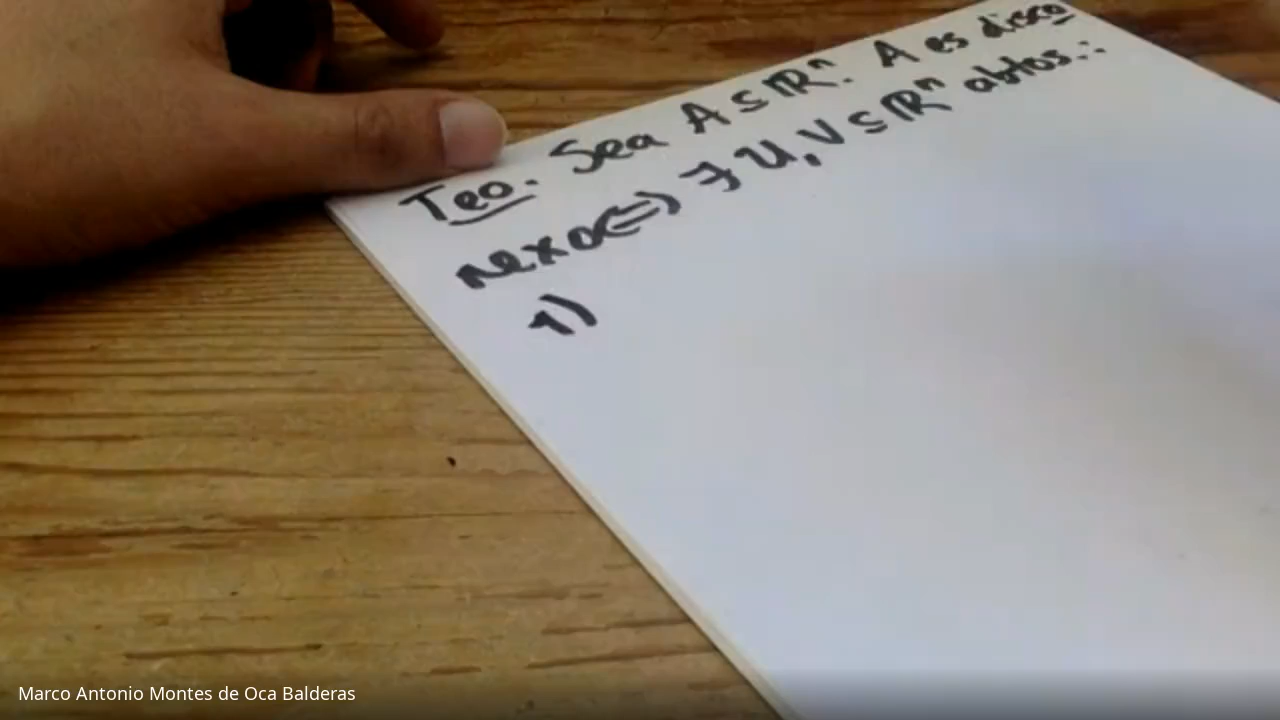 Teo. Sea A ⊆ ℝⁿ. A es disco
nexo ⟺ ∃ U, V ⊆ ℝⁿ abtos.:
1)
Marco Antonio Montes de Oca Balderas